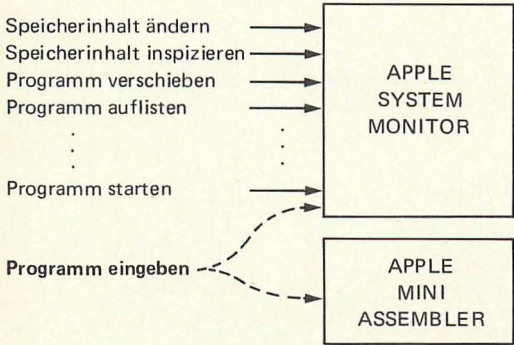 Speicherinhalt ändern
Speicherinhalt inspizieren
Programm verschieben
Programm auflisten
Programm starten
Programm eingeben
APPLE
SYSTEM
MONITOR
APPLE
MINI
ASSEMBLER